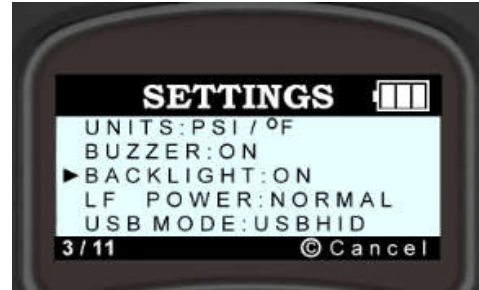 SETTINGS
UNITS:PSI/ºF
BUZZER:ON
▶BACKLIGHT:ON
LF POWER:NORMAL
USB MODE:USBHID
3/11 ©Cancel